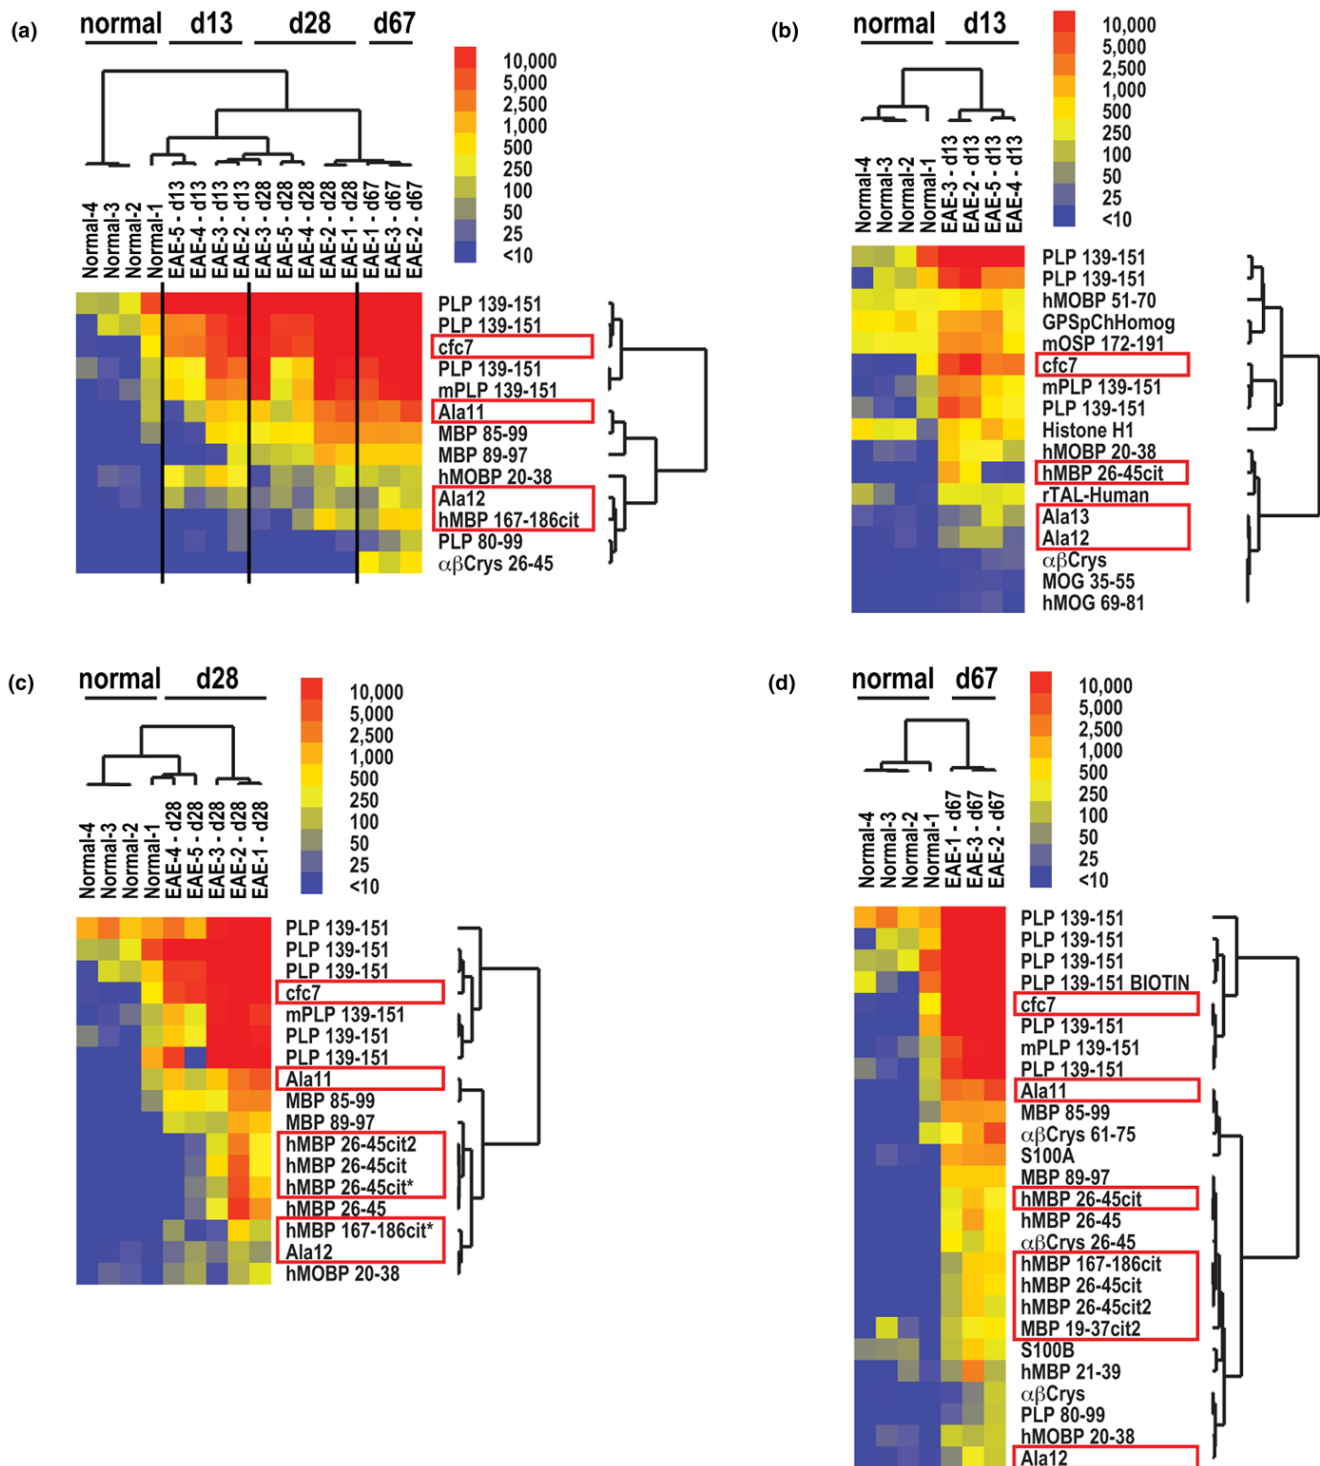 (a)
normal d13 d28 d67
Normal-4
Normal-3
Normal-2
Normal-1
EAE-5 - d13
EAE-4 - d13
EAE-3 - d13
EAE-2 - d13
EAE-3 - d28
EAE-5 - d28
EAE-4 - d28
EAE-2 - d28
EAE-1 - d28
EAE-1 - d67
EAE-3 - d67
EAE-2 - d67
10,000
5,000
2,500
1,000
500
250
100
50
25
<10
PLP 139-151
PLP 139-151
cfc7
PLP 139-151
mPLP 139-151
Ala11
MBP 85-99
MBP 89-97
hMOBP 20-38
Ala12
hMBP 167-186cit
PLP 80-99
αβCrys 26-45
(b)
normal d13
Normal-4
Normal-3
Normal-2
Normal-1
EAE-3 - d13
EAE-2 - d13
EAE-5 - d13
EAE-4 - d13
10,000
5,000
2,500
1,000
500
250
100
50
25
<10
PLP 139-151
PLP 139-151
hMOBP 51-70
GPSpChHomog
mOSP 172-191
cfc7
mPLP 139-151
PLP 139-151
Histone H1
hMOBP 20-38
hMBP 26-45cit
rTAL-Human
Ala13
Ala12
αβCrys
MOG 35-55
hMOG 69-81
(c)
normal d28
Normal-4
Normal-3
Normal-2
Normal-1
EAE-4 - d28
EAE-5 - d28
EAE-3 - d28
EAE-2 - d28
EAE-1 - d28
10,000
5,000
2,500
1,000
500
250
100
50
25
<10
PLP 139-151
PLP 139-151
PLP 139-151
cfc7
mPLP 139-151
PLP 139-151
PLP 139-151
Ala11
MBP 85-99
MBP 89-97
hMBP 26-45cit2
hMBP 26-45cit
hMBP 26-45cit*
hMBP 26-45
hMBP 167-186cit*
Ala12
hMOBP 20-38
(d)
normal d67
Normal-4
Normal-3
Normal-2
Normal-1
EAE-1 - d67
EAE-3 - d67
EAE-2 - d67
10,000
5,000
2,500
1,000
500
250
100
50
25
<10
PLP 139-151
PLP 139-151
PLP 139-151
PLP 139-151 BIOTIN
cfc7
PLP 139-151
mPLP 139-151
PLP 139-151
Ala11
MBP 85-99
αβCrys 61-75
S100A
MBP 89-97
hMBP 26-45cit
hMBP 26-45
αβCrys 26-45
hMBP 167-186cit
hMBP 26-45cit
hMBP 26-45cit2
MBP 19-37cit2
S100B
hMBP 21-39
αβCrys
PLP 80-99
hMOBP 20-38
Ala12